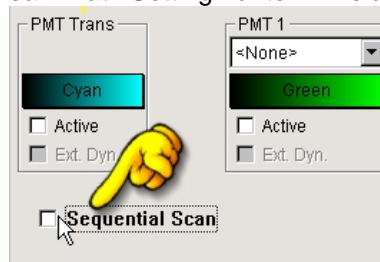 PMT Trans
PMT 1
<None>
Cyan
Green
Active
Active
Ext. Dyn.
Ext. Dyn.
Sequential Scan